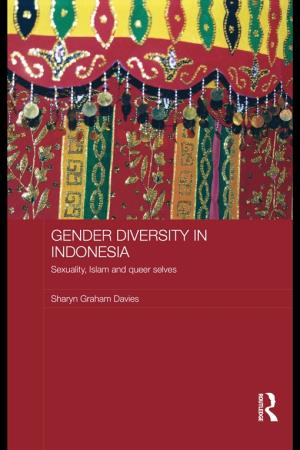 GENDER DIVERSITY IN
INDONESIA
Sexuality, Islam and queer selves
Sharyn Graham Davies
ROUTLEDGE